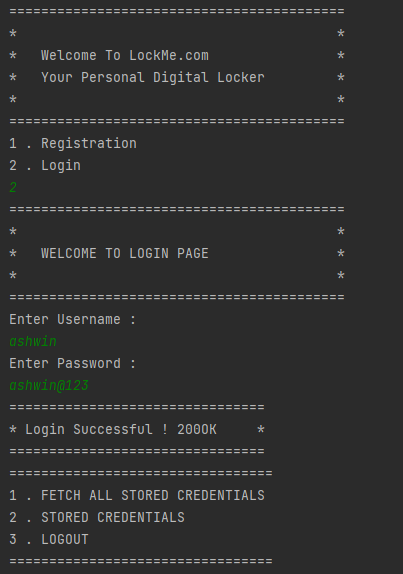 ==========================================
*                                        *
*   Welcome To LockMe.com                *
*   Your Personal Digital Locker         *
*                                        *
==========================================
1 . Registration
2 . Login
2
==========================================
*                                        *
*   WELCOME TO LOGIN PAGE                *
*                                        *
==========================================
Enter Username :
ashwin
Enter Password :
ashwin@123
================================
* Login Successful ! 200OK     *
================================
=================================
1 . FETCH ALL STORED CREDENTIALS
2 . STORED CREDENTIALS
3 . LOGOUT
=================================